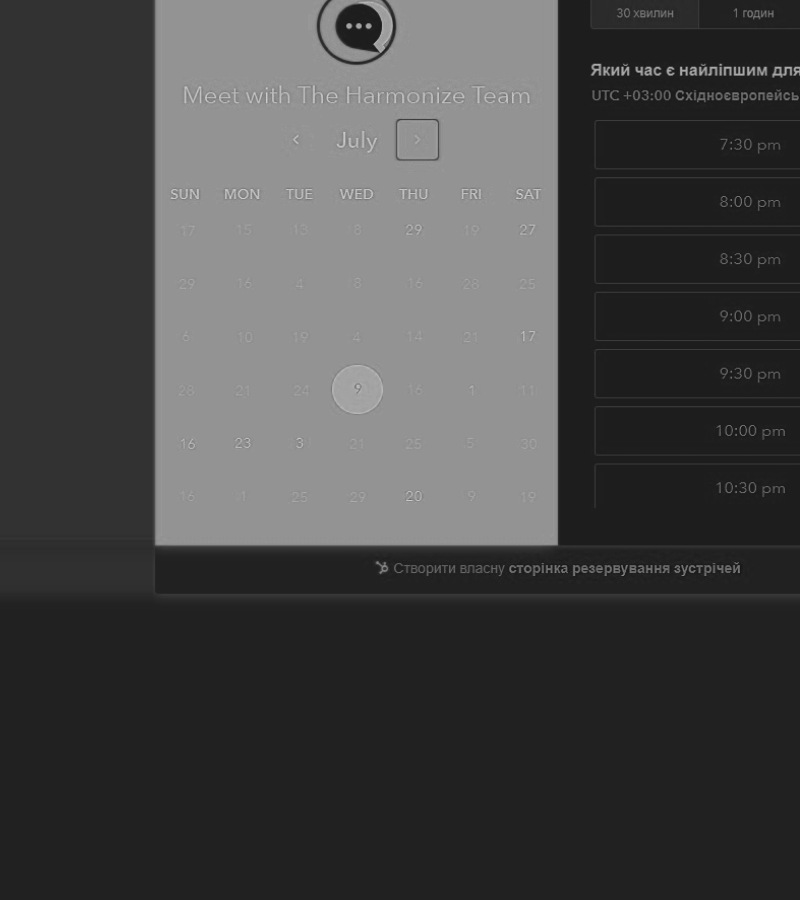 Meet with The Harmonize Team
July
SUN MON TUE WED THU FRI SAT
17 15 13 8 29 19 27
29 16 4 8 16 28 25
6 10 19 4 14 21 17
28 21 24 9 16 1 11
16 23 3 21 25 5 30
16 1 25 29 20 9 19
30 хвилин 1 годин
Який час є найліпшим для
UTC +03:00 Східноєвропейсь
7:30 pm
8:00 pm
8:30 pm
9:00 pm
9:30 pm
10:00 pm
10:30 pm
Створити власну сторінка резервування зустрічей